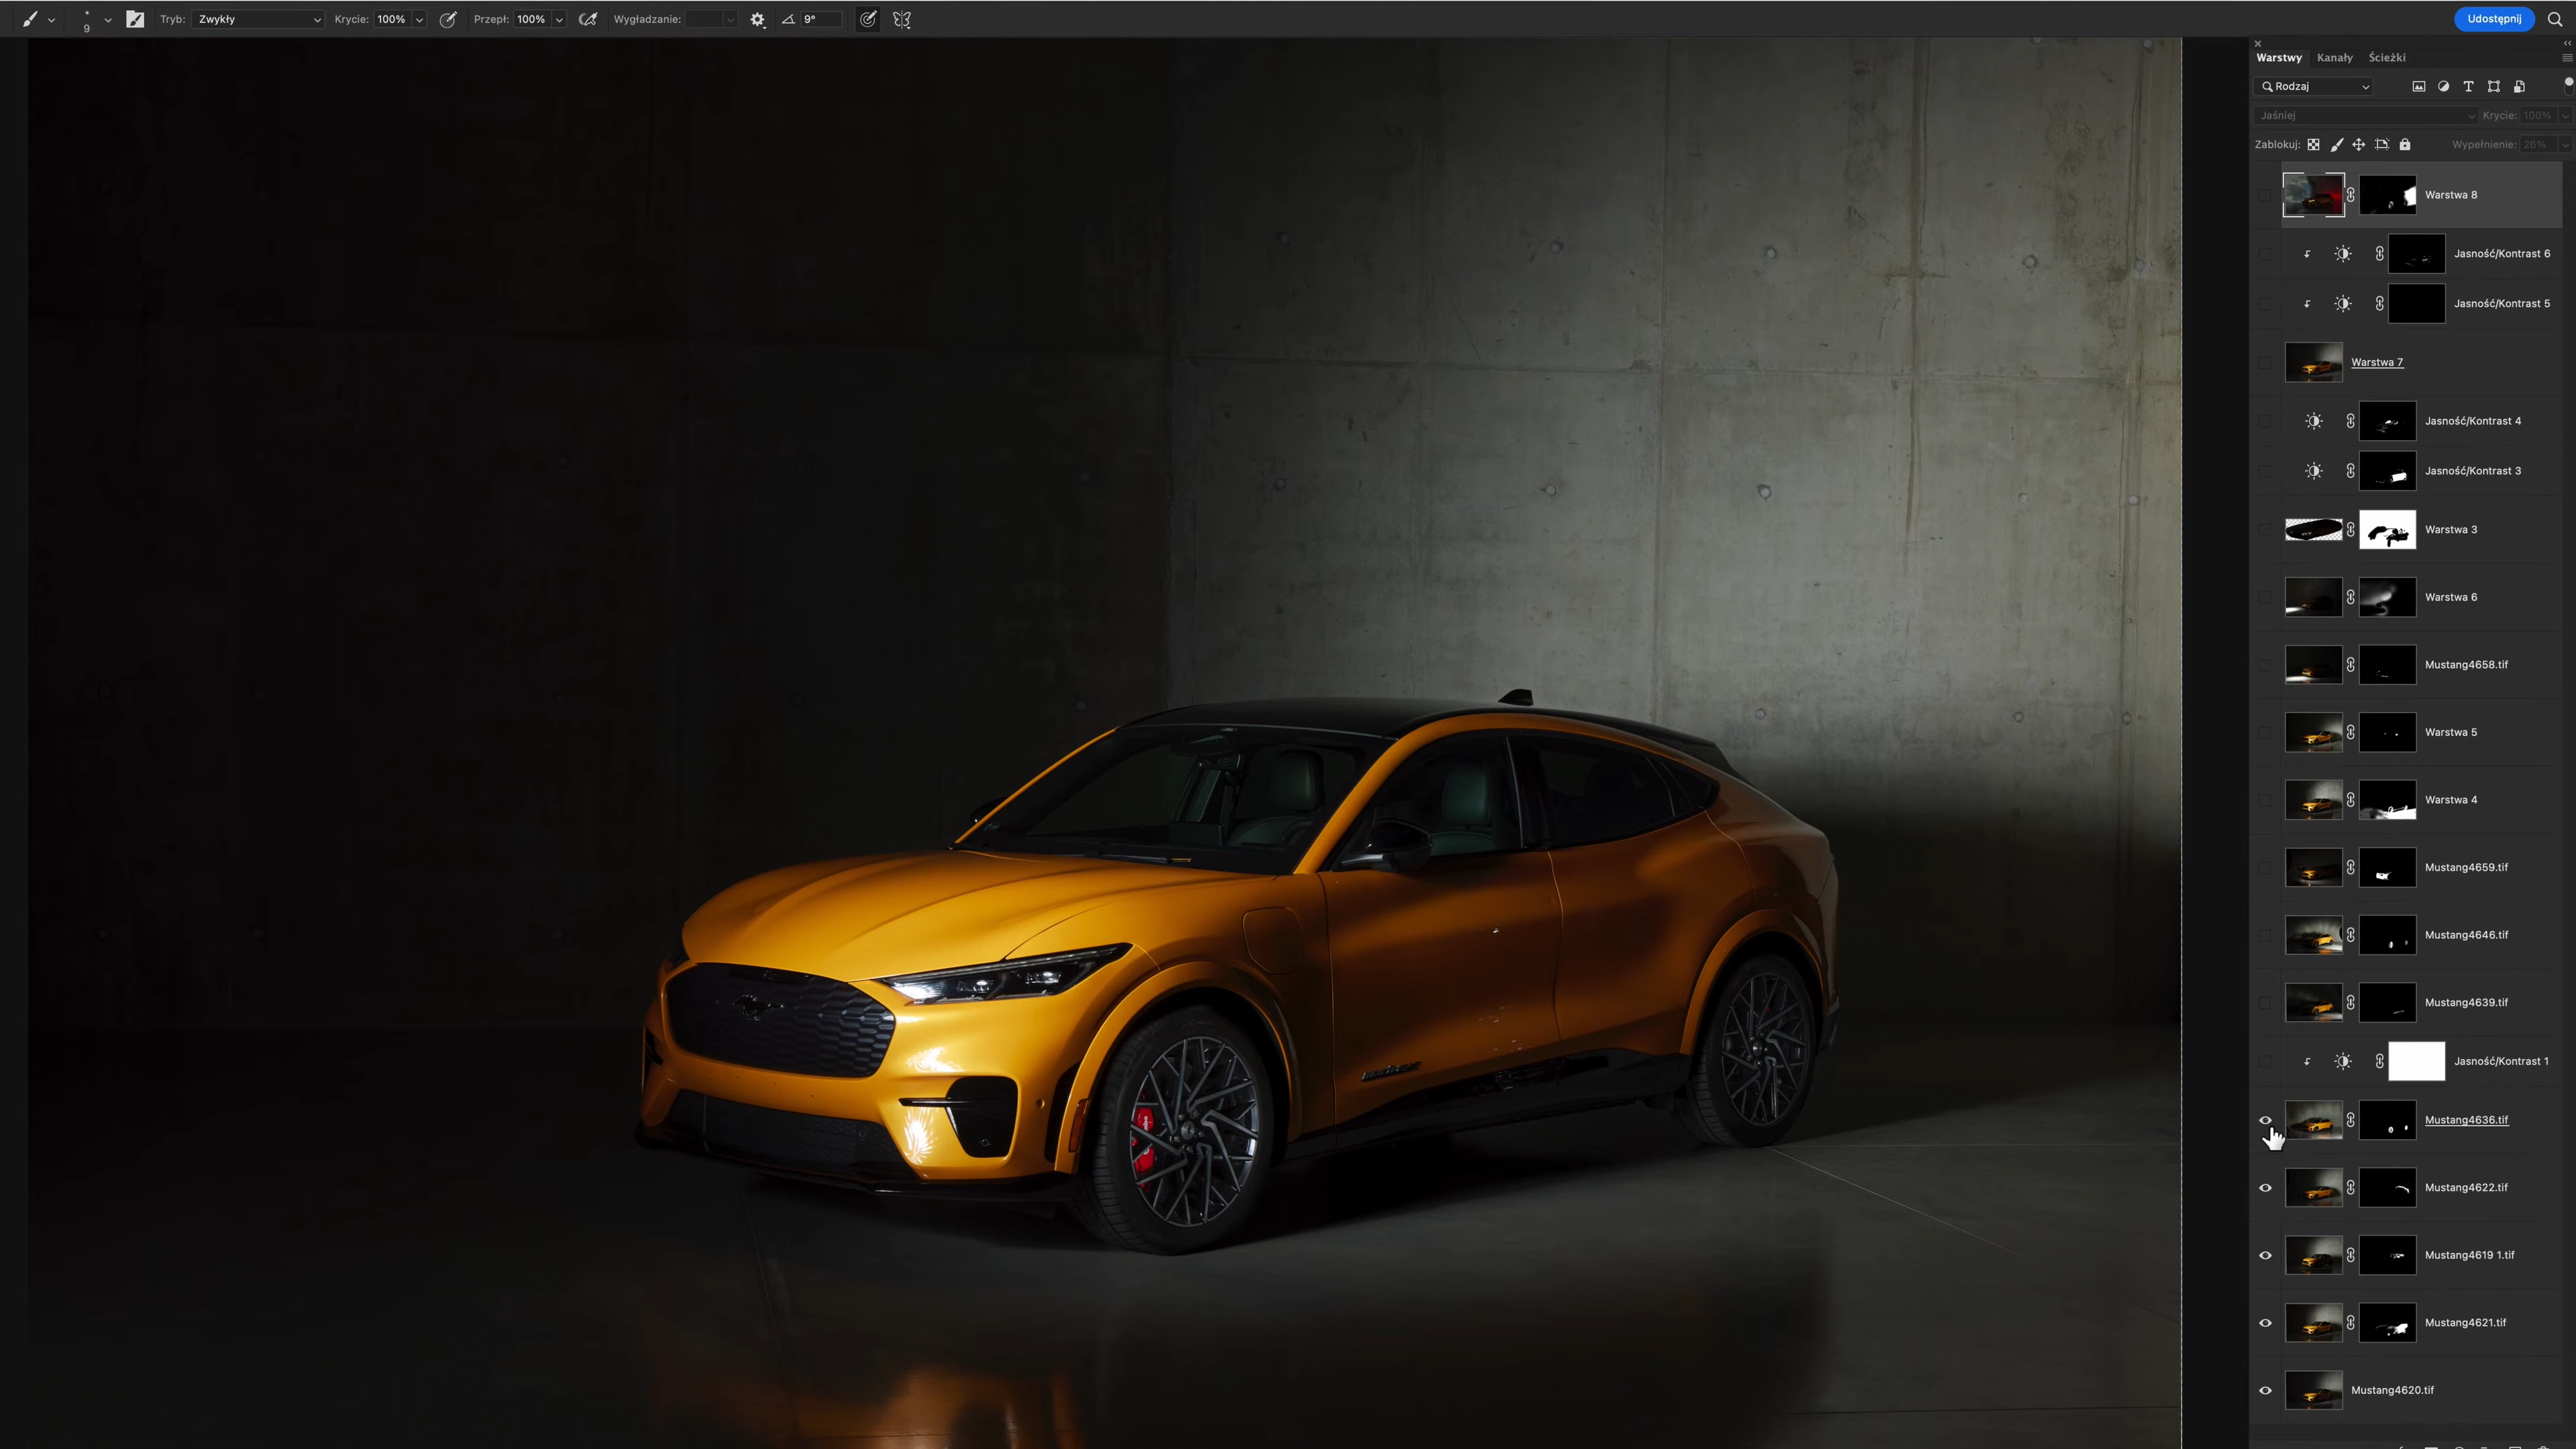 9
Tryb: Zwykły Krycie: 100% Przepł: 100% Wygładzanie: 9° Udostępnij
Warstwy Kanały Ścieżki
Rodzaj
Jaśniej Krycie: 100%
Zablokuj: Wypełnienie: 26%
Warstwa 8
Jasność/Kontrast 6
Jasność/Kontrast 5
Warstwa 7
Jasność/Kontrast 4
Jasność/Kontrast 3
Warstwa 3
Warstwa 6
Mustang4658.tif
Warstwa 5
Warstwa 4
Mustang4659.tif
Mustang4646.tif
Mustang4639.tif
Jasność/Kontrast 1
Mustang4636.tif
Mustang4622.tif
Mustang4619 1.tif
Mustang4621.tif
Mustang4620.tif